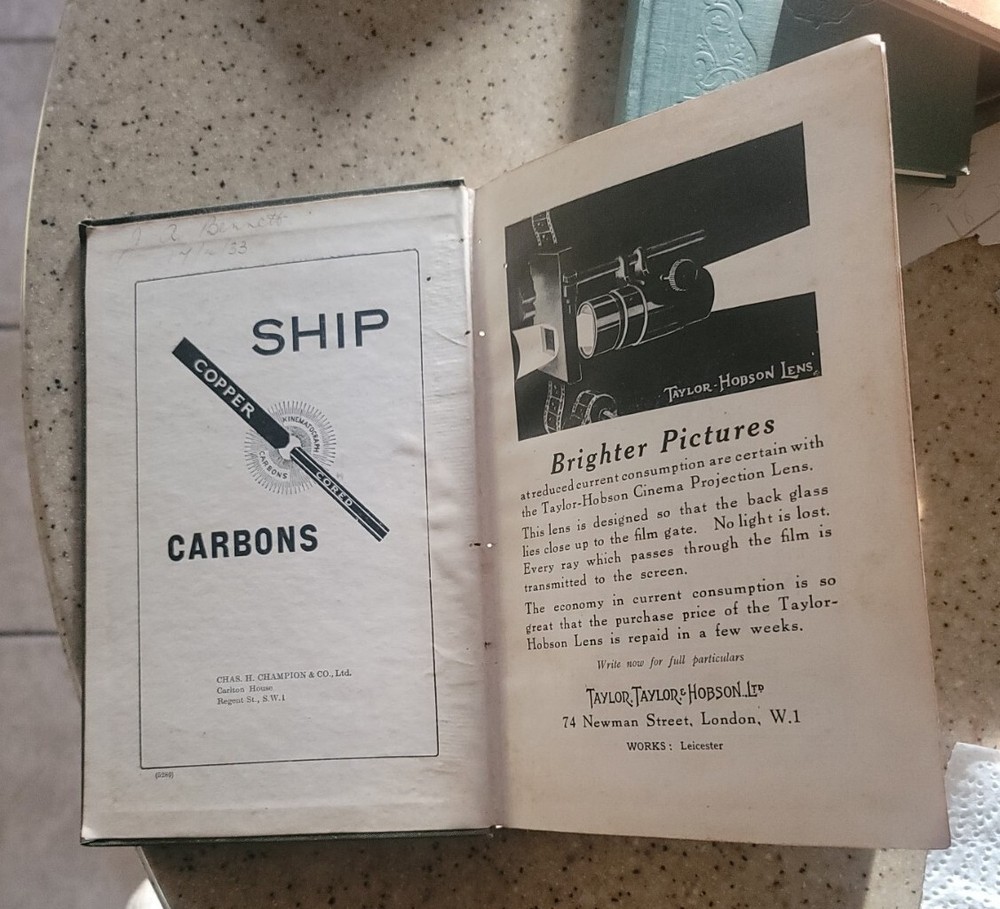 Bennett
33
SHIP
COPPER
KINEMATOGRAPH
CARBONS
CORED
CARBONS
CHAS. H. CHAMPION & CO., Ltd.
Carlton House
Regent St., S.W.1
TAYLOR-HOBSON LENS
Brighter Pictures
at reduced current consumption are certain with
the Taylor-Hobson Cinema Projection Lens.
This lens is designed so that the back glass
lies close up to the film gate. No light is lost.
Every ray which passes through the film is
transmitted to the screen.
The economy in current consumption is so
great that the purchase price of the Taylor-
Hobson Lens is repaid in a few weeks.
Write now for full particulars
TAYLOR, TAYLOR & HOBSON. LTD
74 Newman Street, London, W.1
WORKS: Leicester